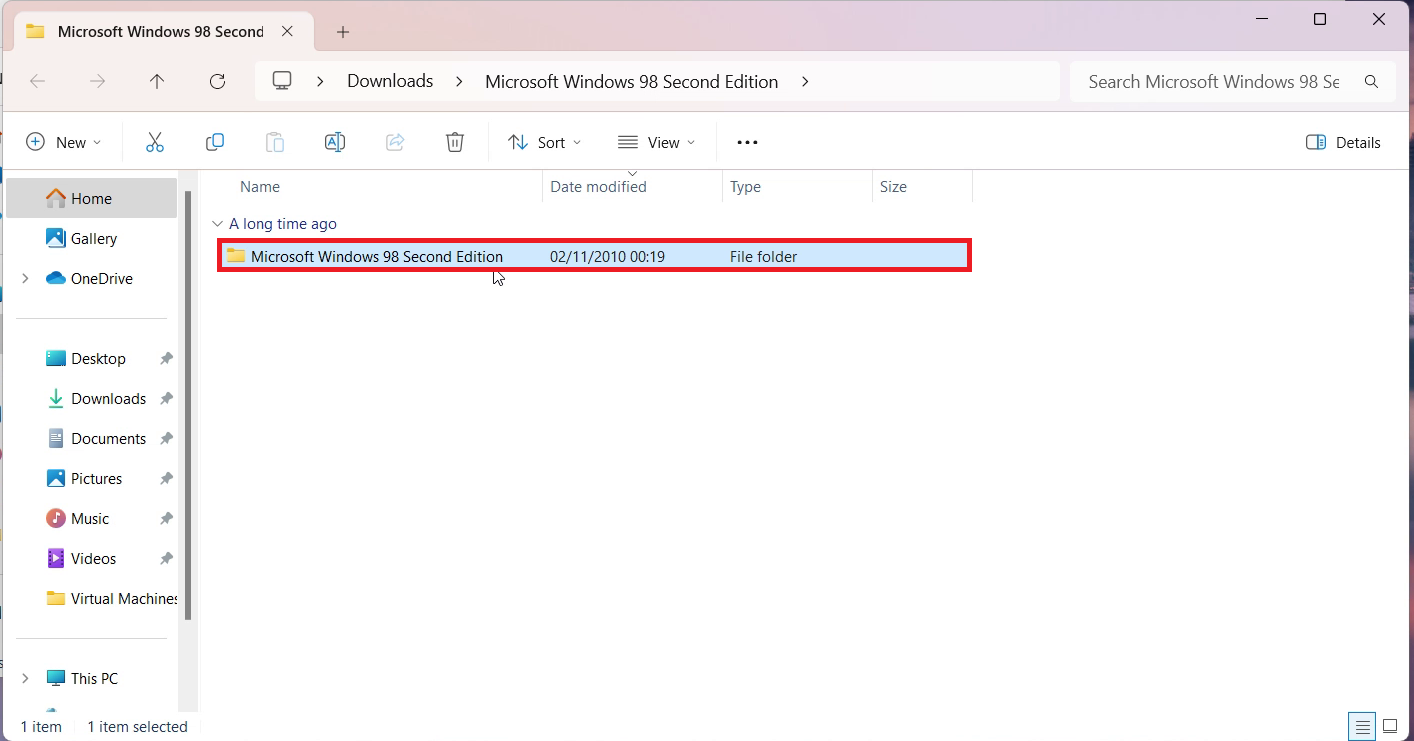 Microsoft Windows 98 Second
Downloads
Microsoft Windows 98 Second Edition
Search Microsoft Windows 98 Se
New
Sort
View
Details
Name
Date modified
Type
Size
Home
A long time ago
Gallery
Microsoft Windows 98 Second Edition
02/11/2010 00:19
File folder
OneDrive
Desktop
Downloads
Documents
Pictures
Music
Videos
Virtual Machines
This PC
1 item
1 item selected